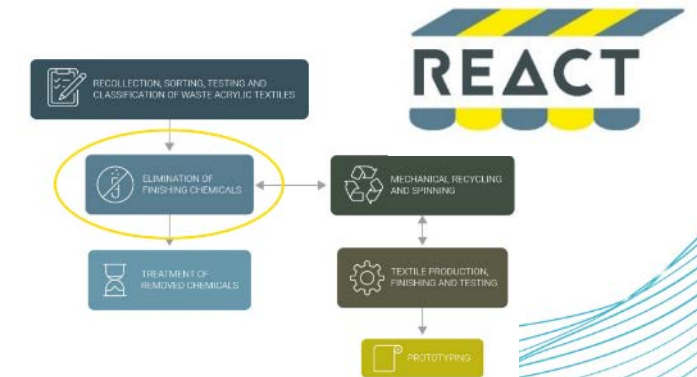 REACT
RECOLLECTION, SORTING, TESTING AND
CLASSIFICATION OF WASTE ACRYLIC TEXTILES
ELIMINATION OF
FINISHING CHEMICALS
MECHANICAL RECYCLING
AND SPINNING
TREATMENT OF
REMOVED CHEMICALS
TEXTILE PRODUCTION,
FINISHING AND TESTING
PROTOTYPING